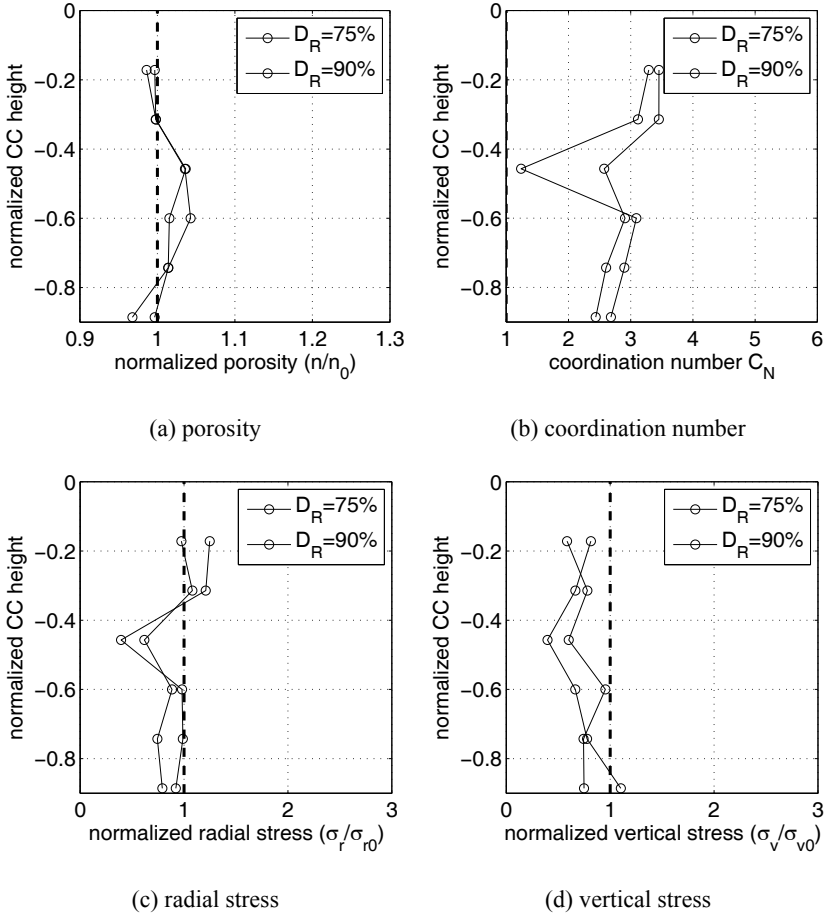 0
−0.2
−0.4
−0.6
−0.8
0.9 1 1.1 1.2 1.3
normalized CC height
normalized porosity (n/n0)
D_R=75%
D_R=90%
(a) porosity
0
−0.2
−0.4
−0.6
−0.8
1 2 3 4 5 6
normalized CC height
coordination number C_N
D_R=75%
D_R=90%
(b) coordination number
0
−0.2
−0.4
−0.6
−0.8
0 1 2 3
normalized CC height
normalized radial stress (σ_r/σ_r0)
D_R=75%
D_R=90%
(c) radial stress
0
−0.2
−0.4
−0.6
−0.8
0 1 2 3
normalized CC height
normalized vertical stress (σ_v/σ_v0)
D_R=75%
D_R=90%
(d) vertical stress